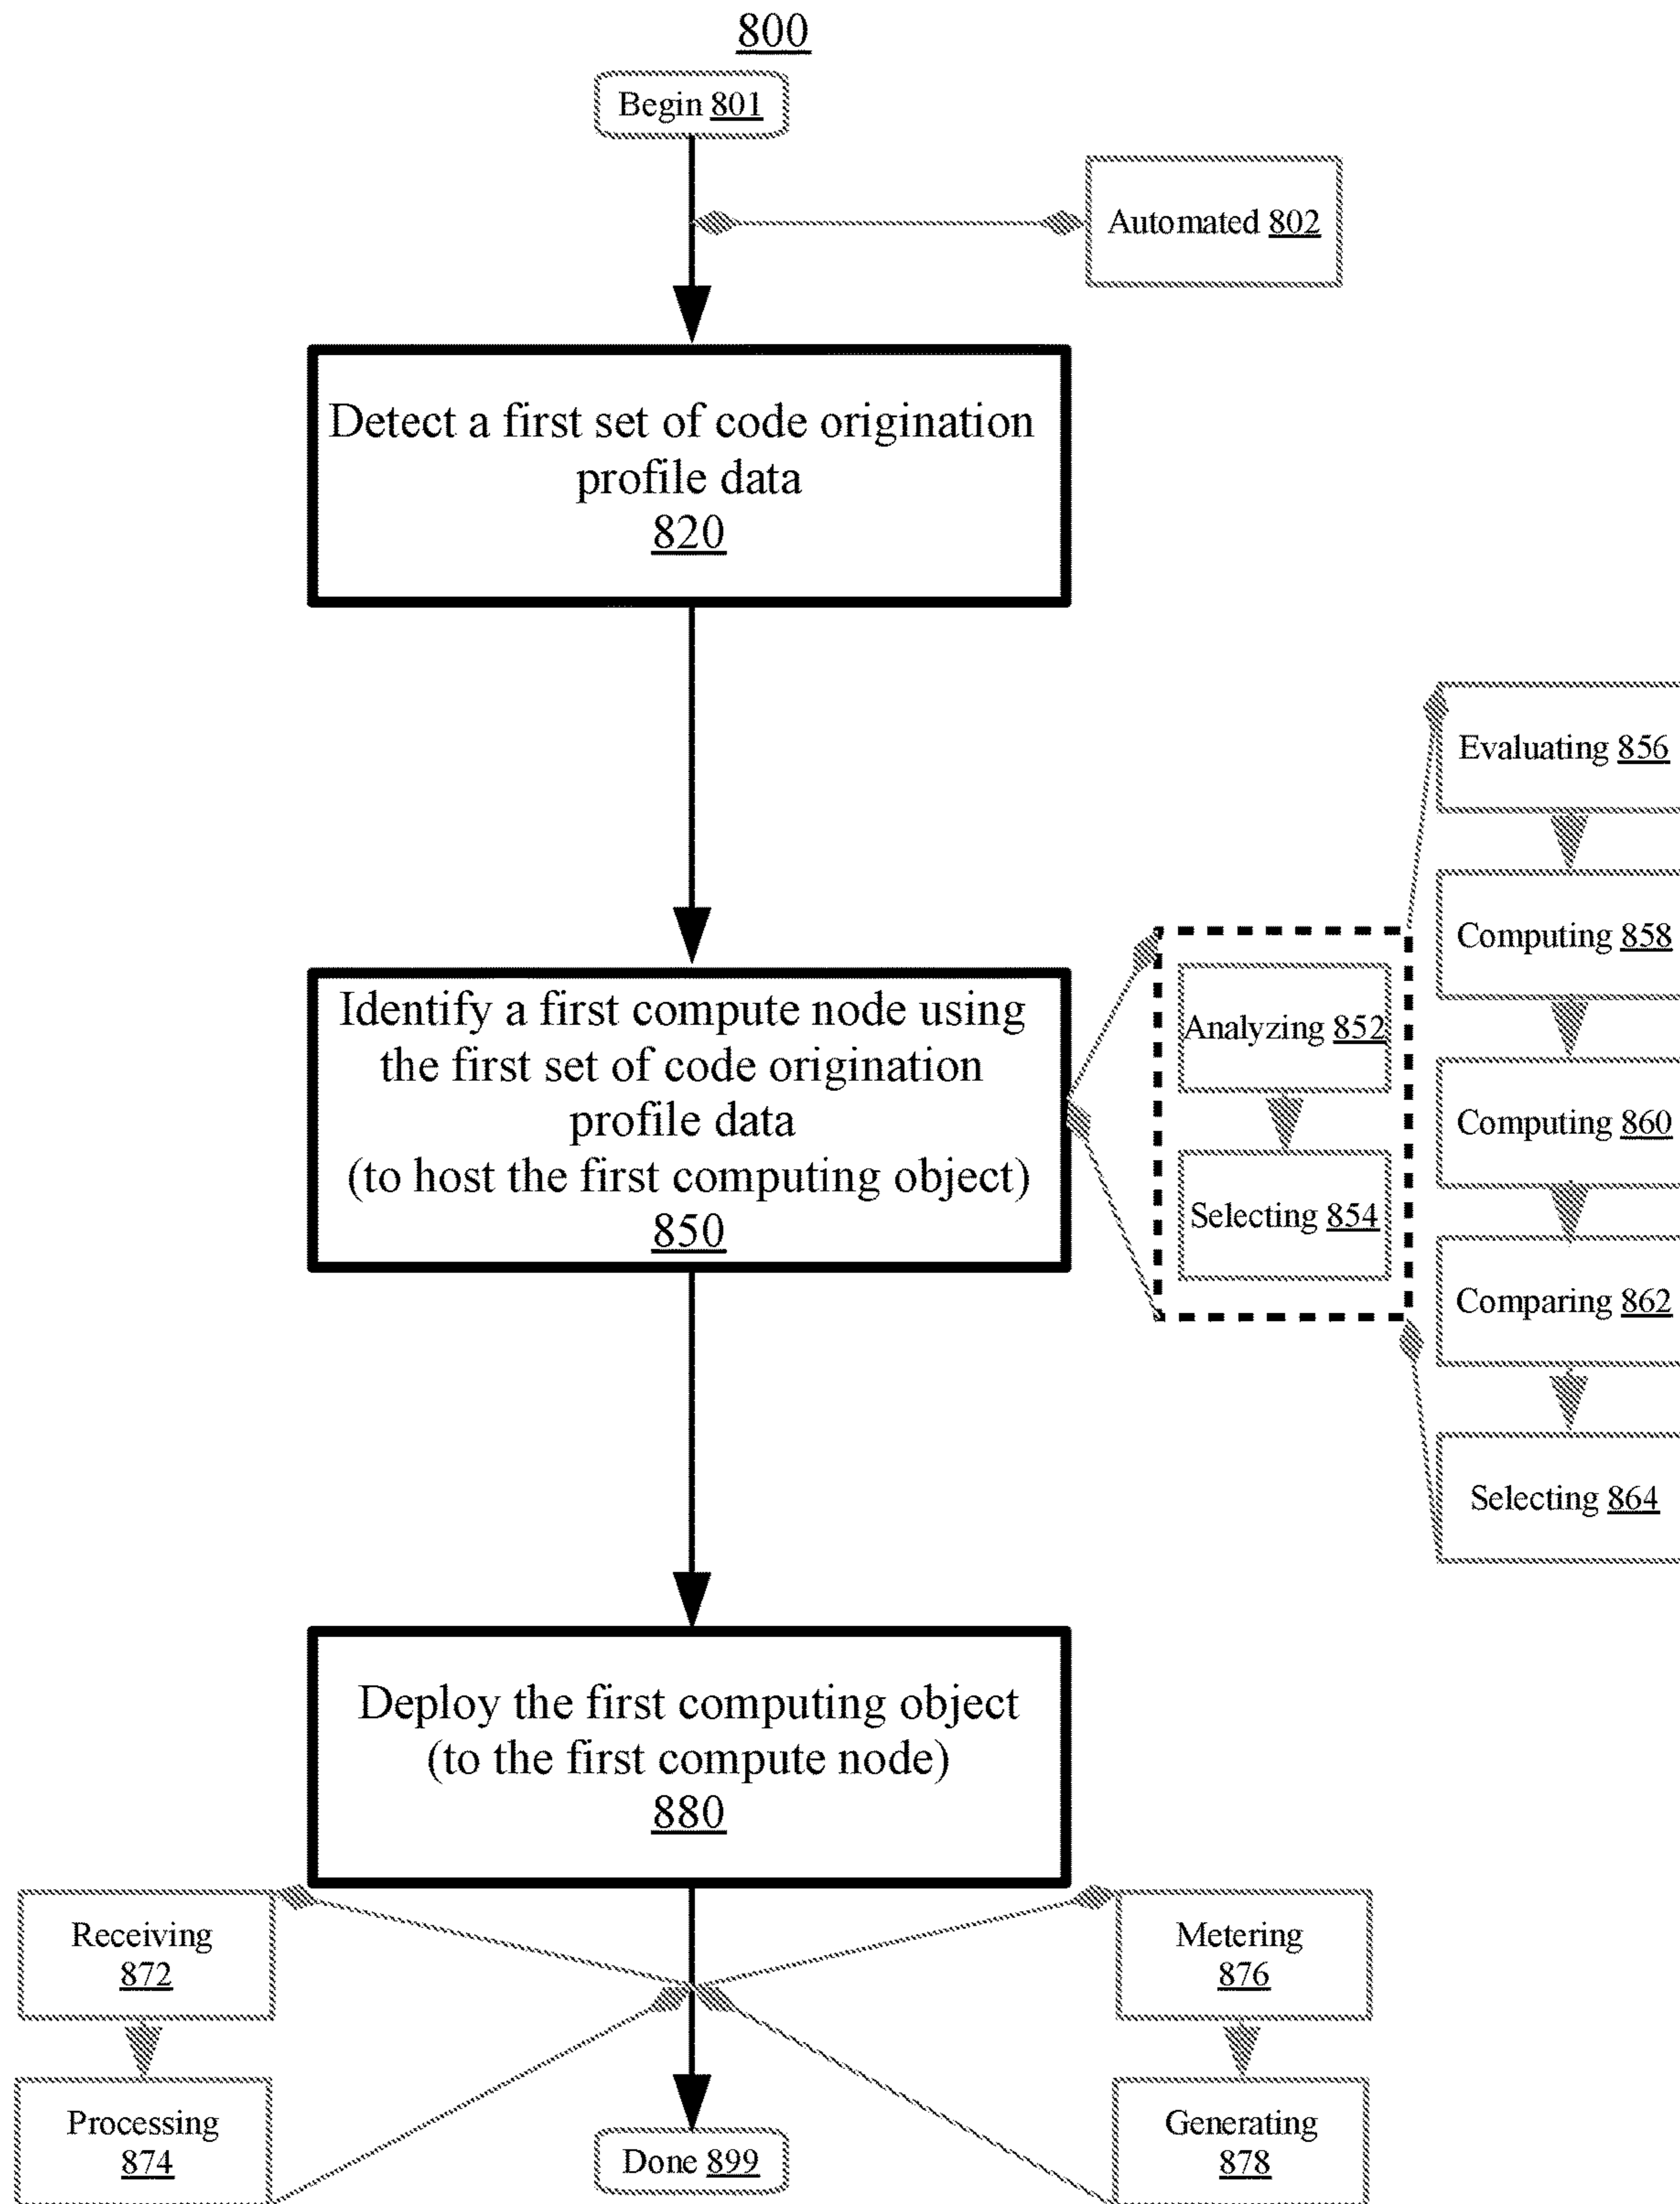 800
Begin 801
Automated 802
Detect a first set of code origination
profile data
820
Evaluating 856
Computing 858
Computing 860
Comparing 862
Selecting 864
Analyzing 852
Selecting 854
Identify a first compute node using
the first set of code origination
profile data
(to host the first computing object)
850
Deploy the first computing object
(to the first compute node)
880
Receiving
872
Processing
874
Metering
876
Generating
878
Done 899